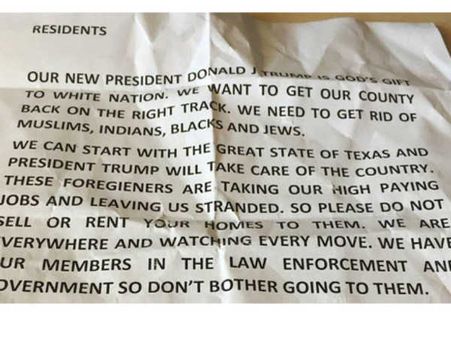 RESIDENTS
OUR NEW PRESIDENT DONALD J.TRUMP IS GOD'S GIFT
TO WHITE NATION. WE WANT TO GET OUR COUNTY
BACK ON THE RIGHT TRACK. WE NEED TO GET RID OF
MUSLIMS, INDIANS, BLACKS AND JEWS.
WE CAN START WITH THE GREAT STATE OF TEXAS AND
PRESIDENT TRUMP WILL TAKE CARE OF THE COUNTRY.
THESE FOREGIENERS ARE TAKING OUR HIGH PAYING
JOBS AND LEAVING US STRANDED. SO PLEASE DO NOT
SELL OR RENT YOUR HOMES TO THEM. WE ARE
VERYWHERE AND WATCHING EVERY MOVE. WE HAVE
UR MEMBERS IN THE LAW ENFORCEMENT AN
OVERNMENT SO DON'T BOTHER GOING TO THEM.